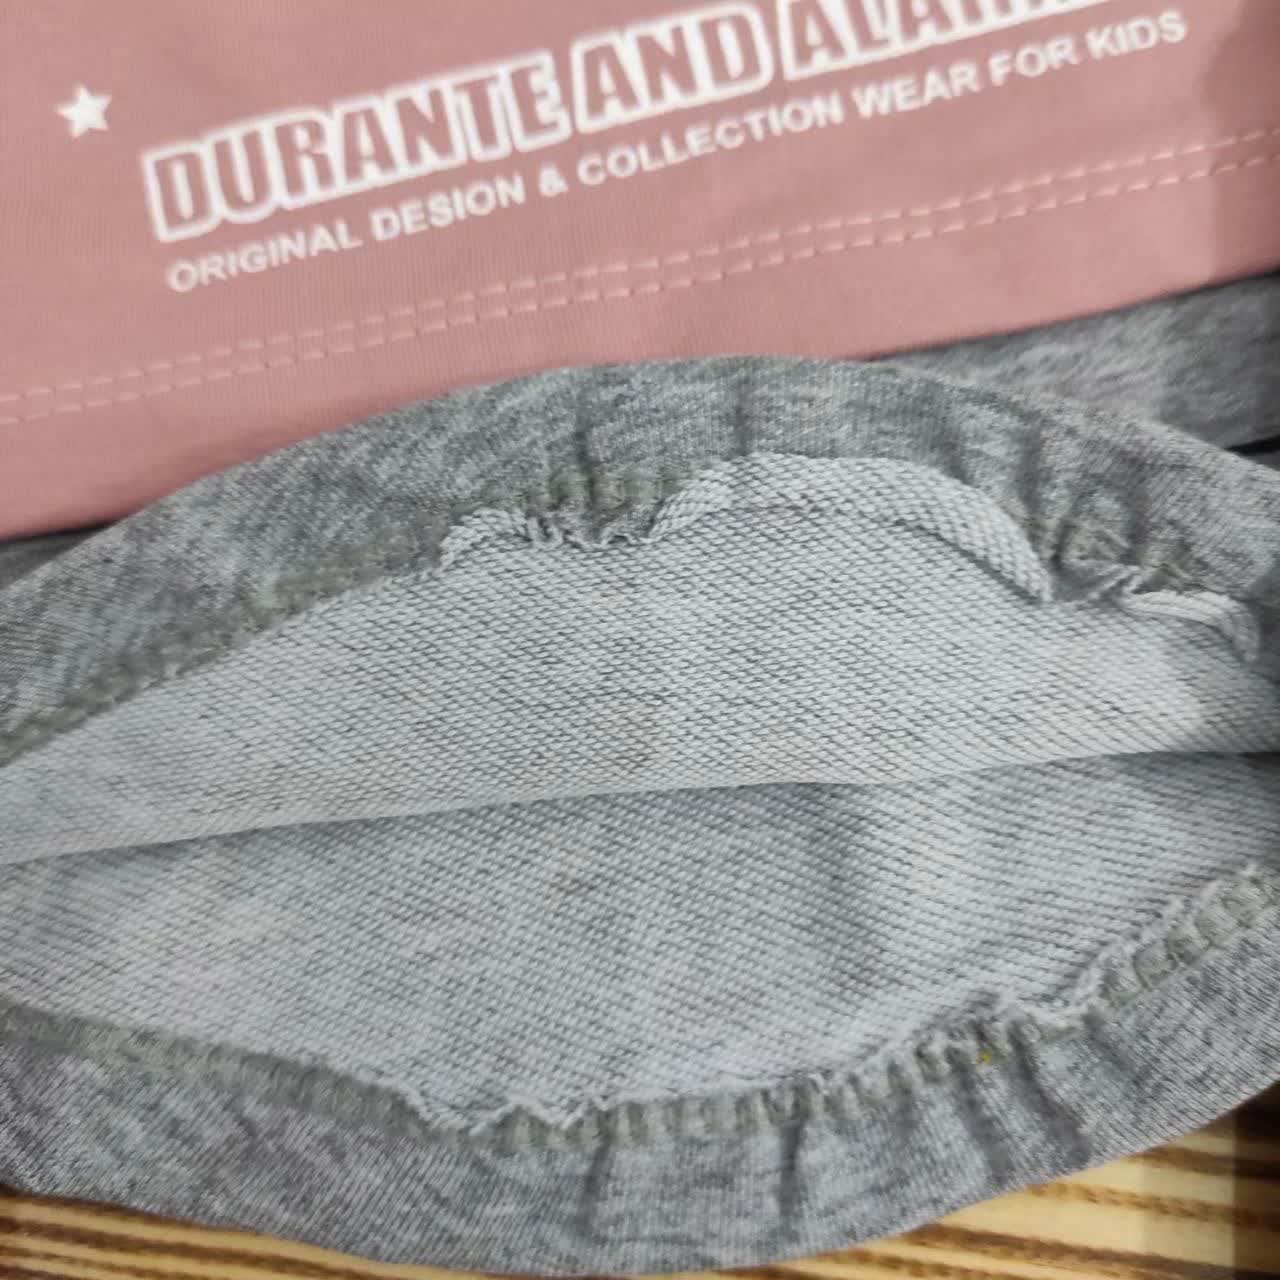 DURANTE AND
ORIGINAL DESIGN & COLLECTION WEAR FOR KIDS